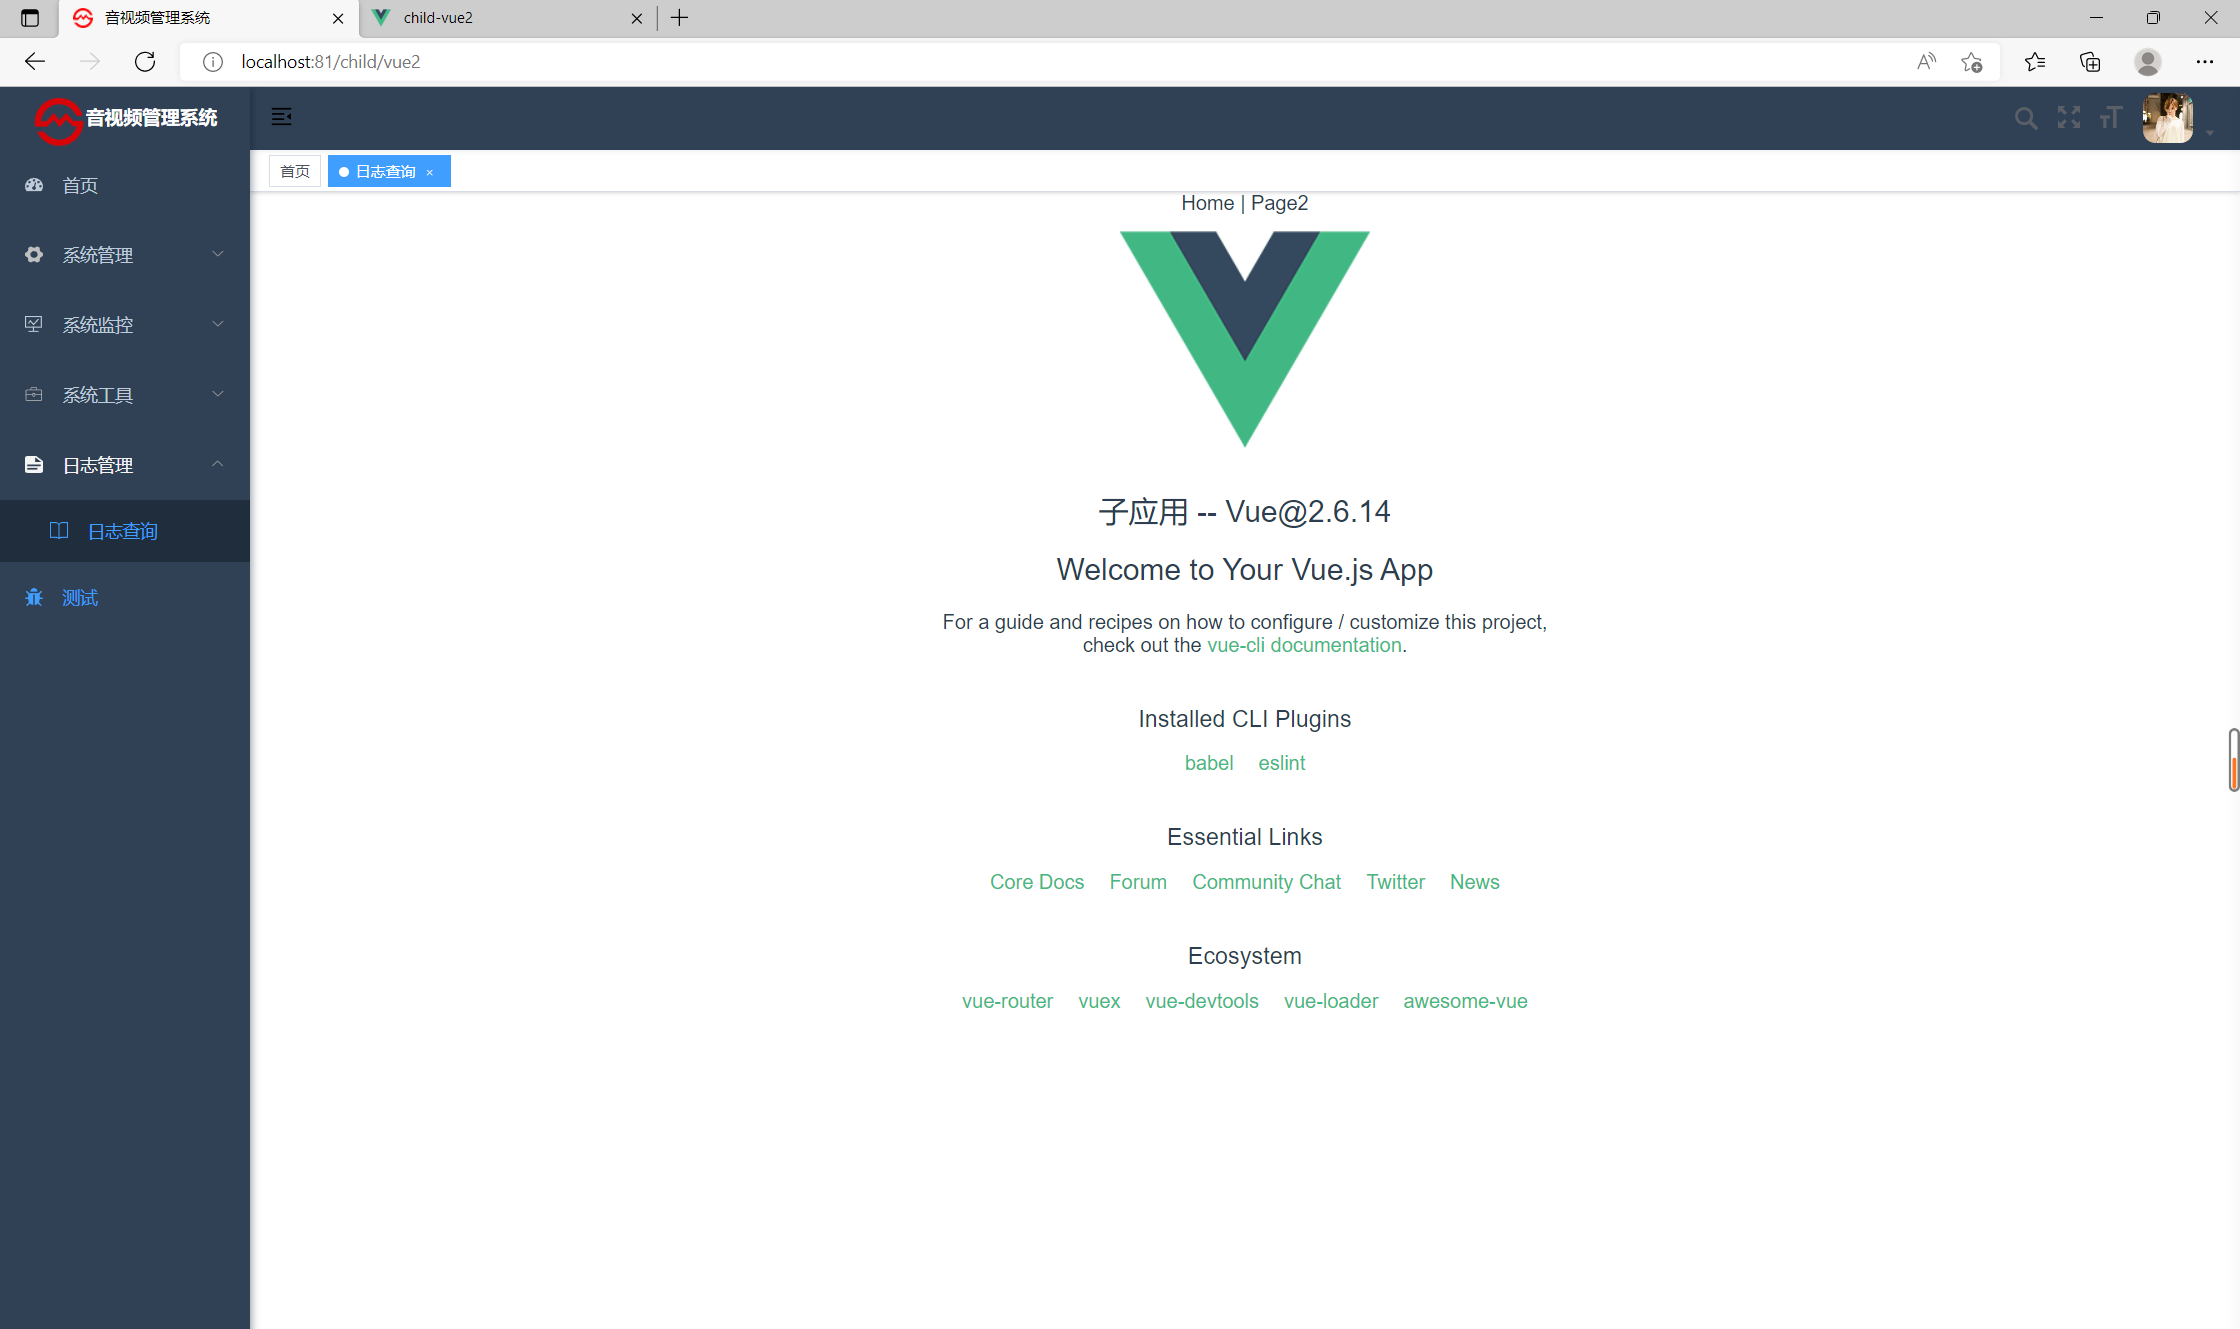 音视频管理系统
child-vue2
localhost:81/child/vue2
音视频管理系统
首页
系统管理
系统监控
系统工具
日志管理
日志查询
测试
首页
日志查询
Home | Page2
子应用 -- Vue@2.6.14
Welcome to Your Vue.js App
For a guide and recipes on how to configure / customize this project,
check out the vue-cli documentation.
Installed CLI Plugins
babel eslint
Essential Links
Core Docs Forum Community Chat Twitter News
Ecosystem
vue-router vuex vue-devtools vue-loader awesome-vue